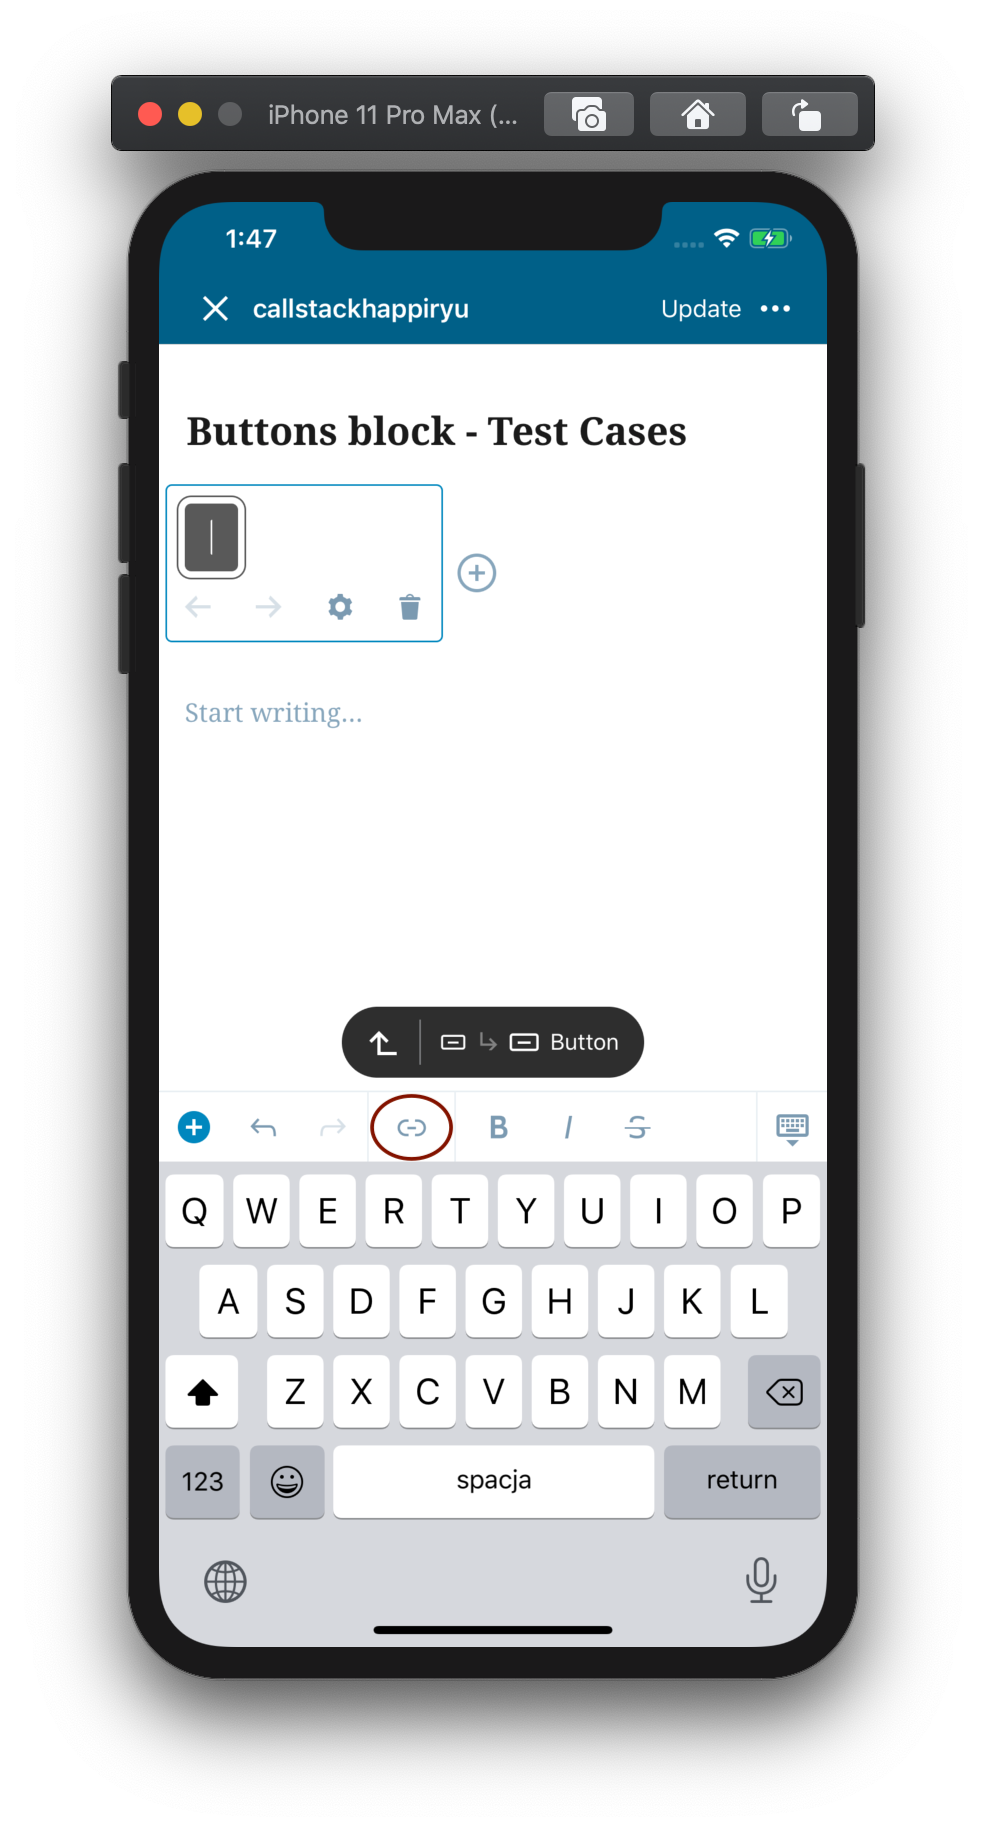 iPhone 11 Pro Max (...
1:47
callstackhappiryu Update
Buttons block - Test Cases
Start writing...
Button
B I S
Q W E R T Y U I O P
A S D F G H J K L
Z X C V B N M
123 spacja return